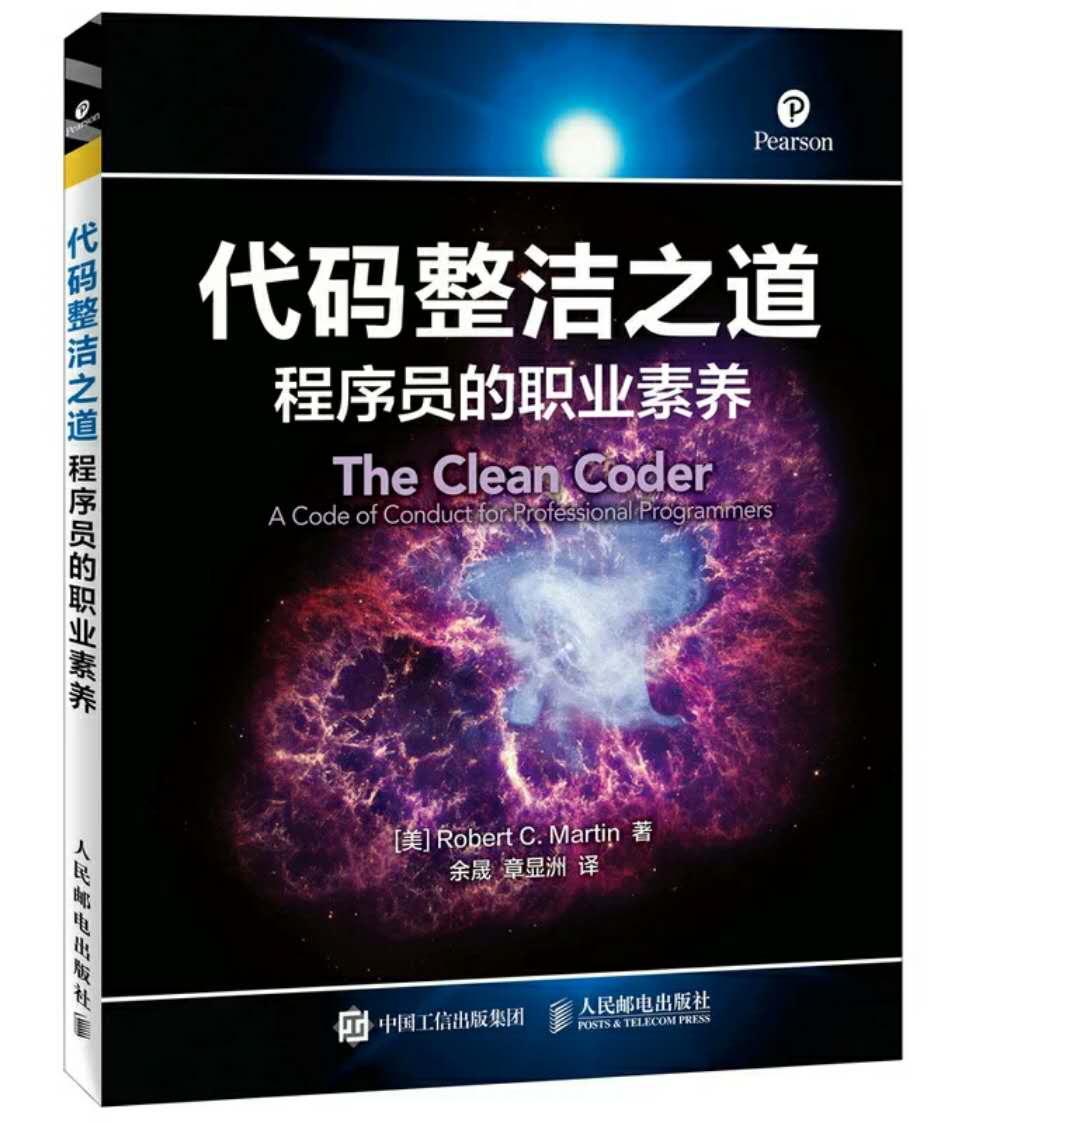 Pearson
代码整洁之道
程序员的职业素养
The Clean Coder
A Code of Conduct for Professional Programmers
[美] Robert C. Martin 著
余晟 章显洲 译
中国工信出版集团
人民邮电出版社
POSTS & TELECOM PRESS
Pearson
代码整洁之道 程序员的职业素养
人民邮电出版社